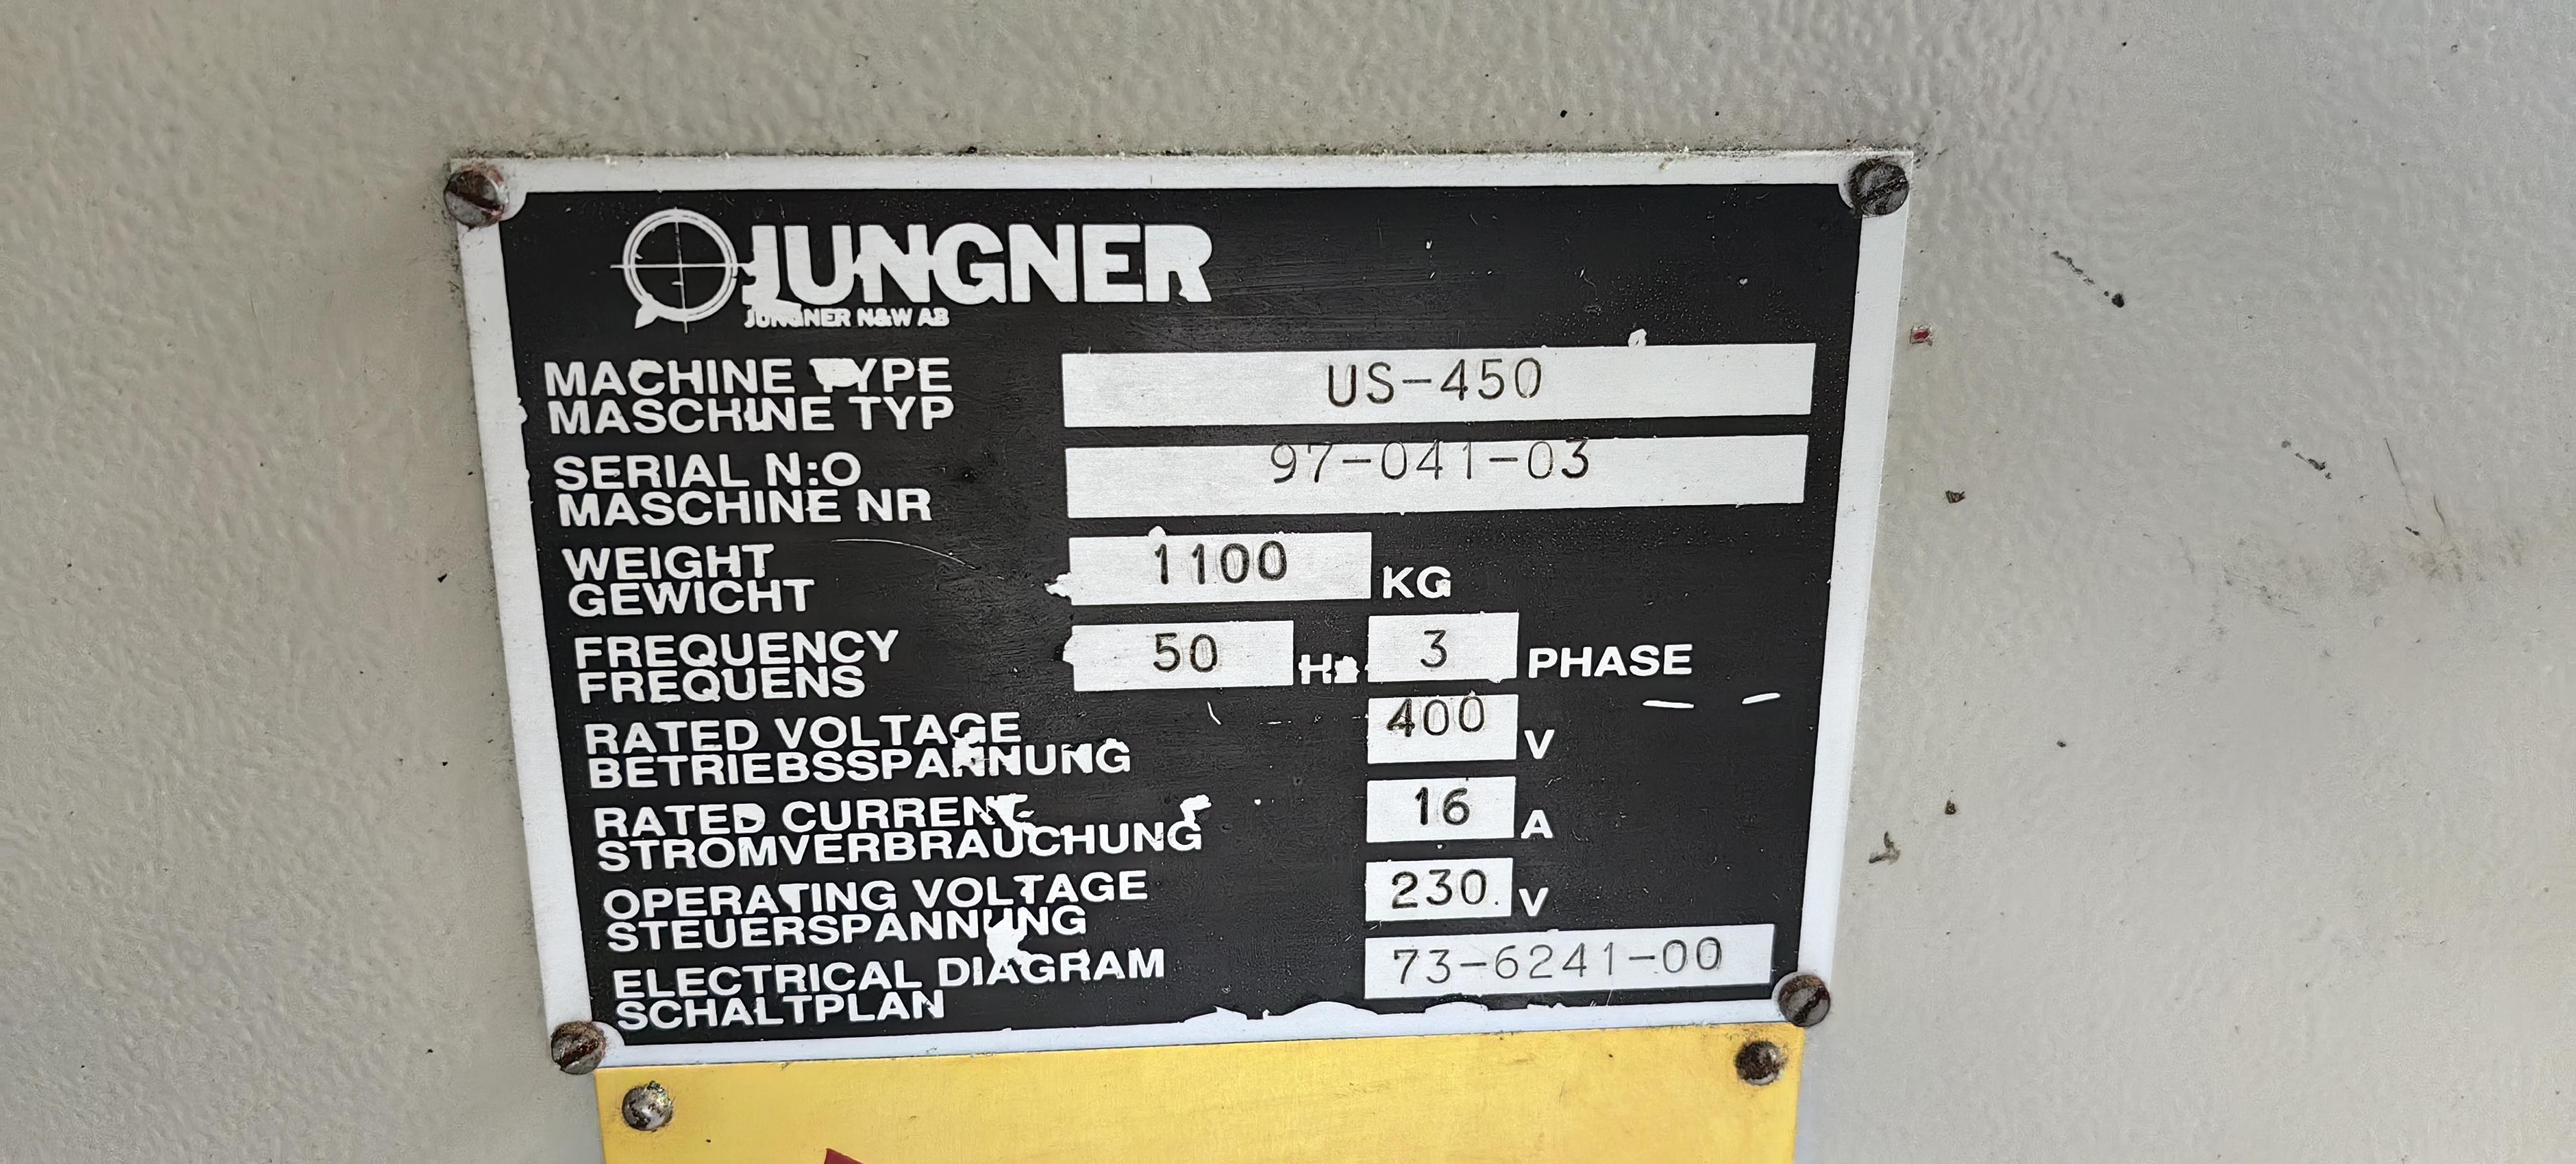 JUNGNER
JUNGNER N&W AB
MACHINE TYPE
MASCHINE TYP
US-450
SERIAL N:O
MASCHINE NR
97-041-03
WEIGHT
GEWICHT
1100 KG
FREQUENCY
FREQUENS
50 Hz 3 PHASE
RATED VOLTAGE
BETRIEBSSPANNUNG
400 V
RATED CURRENT
STROMVERBRAUCHUNG
16 A
OPERATING VOLTAGE
STEUERSPANNUNG
230 V
ELECTRICAL DIAGRAM
SCHALTPLAN
73-6241-00